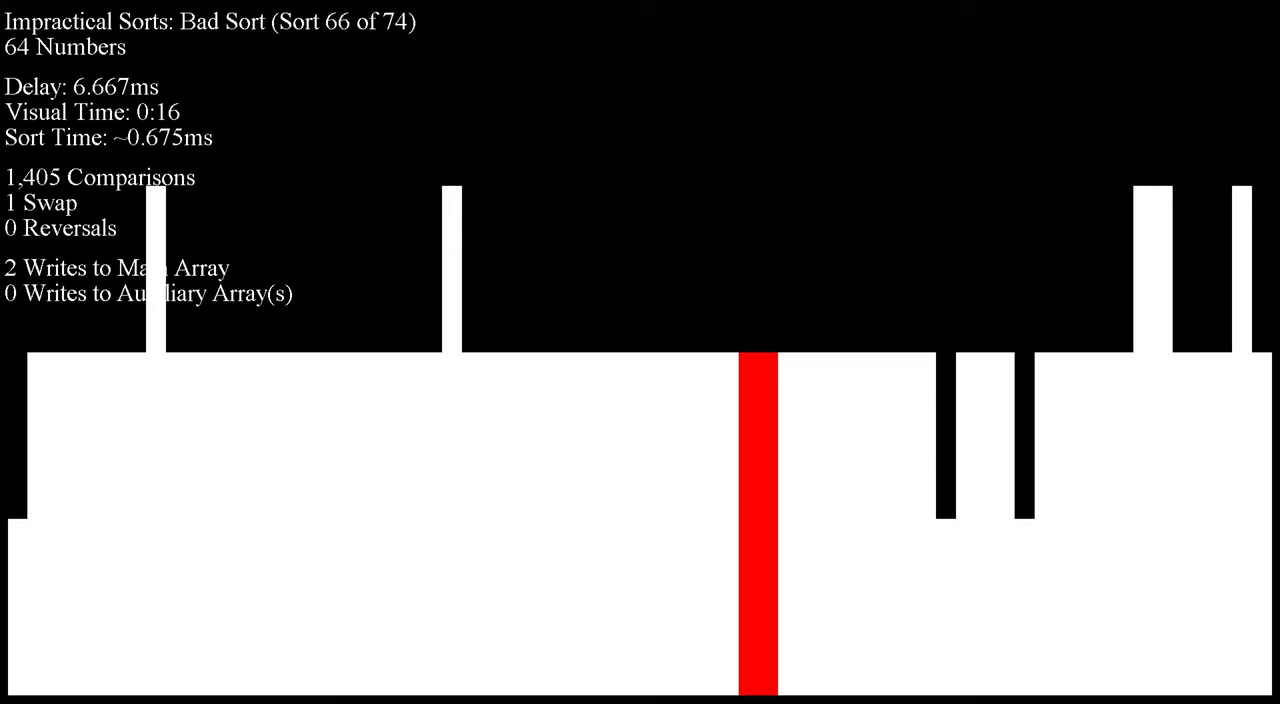 Impractical Sorts: Bad Sort (Sort 66 of 74)
64 Numbers
Delay: 6.667ms
Visual Time: 0:16
Sort Time: ~0.675ms
1,405 Comparisons
1 Swap
0 Reversals
2 Writes to Main Array
0 Writes to Auxiliary Array(s)